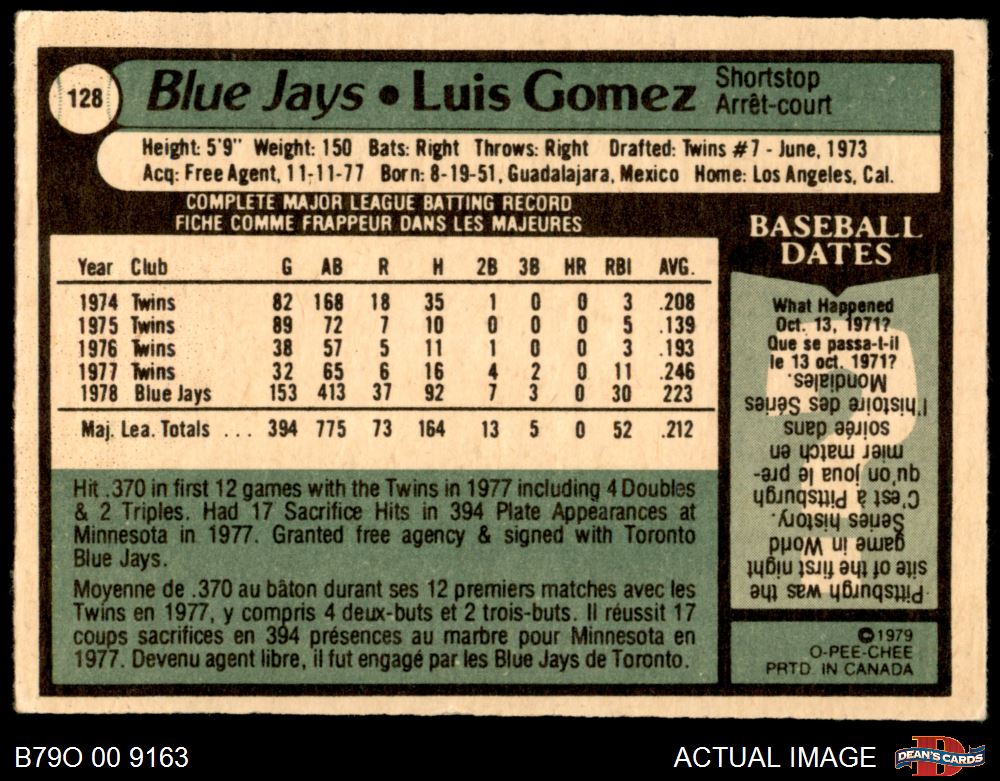 128
Blue Jays • Luis Gomez
Shortstop
Arrêt-court
Height: 5'9" Weight: 150 Bats: Right Throws: Right Drafted: Twins #7 - June, 1973
Acq: Free Agent, 11-11-77 Born: 8-19-51, Guadalajara, Mexico Home: Los Angeles, Cal.
COMPLETE MAJOR LEAGUE BATTING RECORD
FICHE COMME FRAPPEUR DANS LES MAJEURES
Year Club G AB R H 2B 3B HR RBI AVG.
1974 Twins 82 168 18 35 1 0 0 3 .208
1975 Twins 89 72 7 10 0 0 0 5 .139
1976 Twins 38 57 5 11 1 0 0 3 .193
1977 Twins 32 65 6 16 4 2 0 11 .246
1978 Blue Jays 153 413 37 92 7 3 0 30 .223
Maj. Lea. Totals ... 394 775 73 164 13 5 0 52 .212
Hit .370 in first 12 games with the Twins in 1977 including 4 Doubles
& 2 Triples. Had 17 Sacrifice Hits in 394 Plate Appearances at
Minnesota in 1977. Granted free agency & signed with Toronto
Blue Jays.
Moyenne de .370 au bâton durant ses 12 premiers matches avec les
Twins en 1977, y compris 4 deux-buts et 2 trois-buts. Il réussit 17
coups sacrifices en 394 présences au marbre pour Minnesota en
1977. Devenu agent libre, il fut engagé par les Blue Jays de Toronto.
BASEBALL
DATES
What Happened
Oct. 13, 1971?
Que se passa-t-il
le 13 oct. 1971?
Pittsburgh was the
site of the first night
game in World
Series history.
C'est à Pittsburgh
qu'on joua le pre-
mier match en
soirée dans
l'histoire des Séries
Mondiales.
©1979
O-PEE-CHEE
PRTD. IN CANADA
B79O 00 9163
ACTUAL IMAGE
D
DEAN'S CARDS